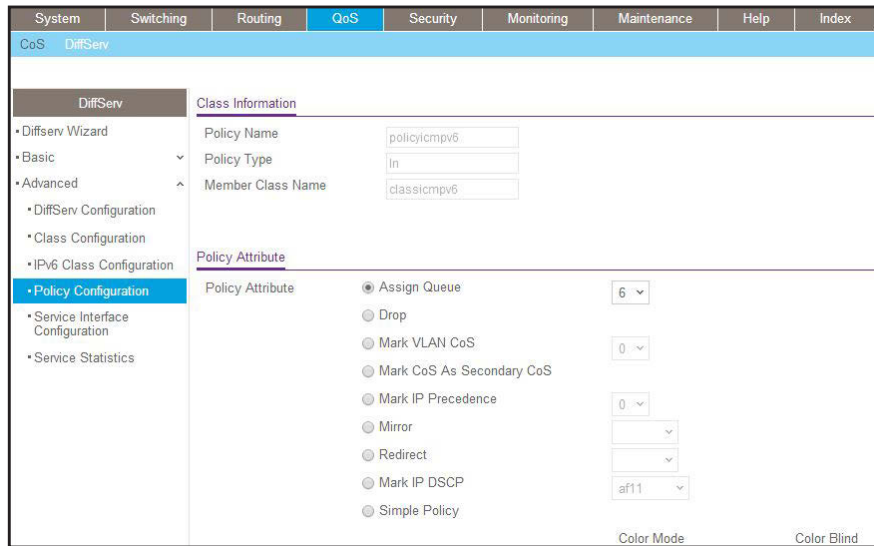 System Switching Routing QoS Security Monitoring Maintenance Help Index
CoS DiffServ
DiffServ
Diffserv Wizard
Basic
Advanced
DiffServ Configuration
Class Configuration
IPv6 Class Configuration
Policy Configuration
Service Interface
Configuration
Service Statistics
Class Information
Policy Name policyicmpv6
Policy Type In
Member Class Name classicmpv6
Policy Attribute
Policy Attribute Assign Queue 6
Drop
Mark VLAN CoS 0
Mark CoS As Secondary CoS
Mark IP Precedence 0
Mirror
Redirect
Mark IP DSCP af11
Simple Policy
Color Mode Color Blind